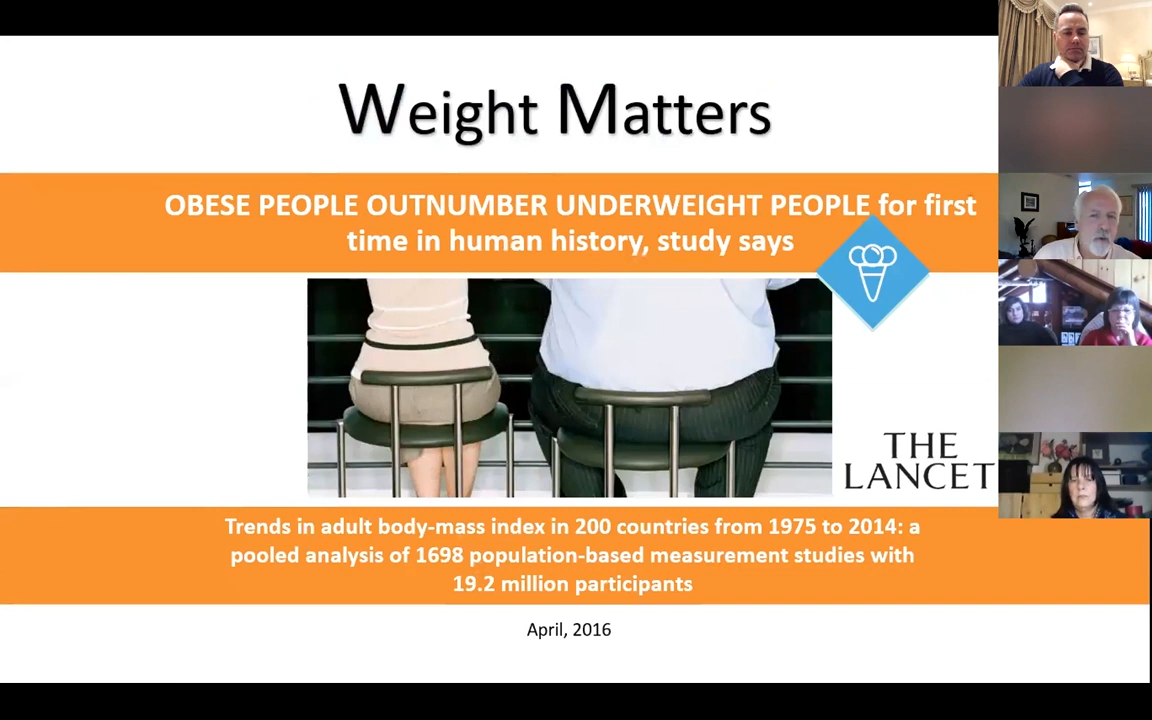 Weight Matters
OBESE PEOPLE OUTNUMBER UNDERWEIGHT PEOPLE for first
time in human history, study says
THE
LANCET
Trends in adult body-mass index in 200 countries from 1975 to 2014: a
pooled analysis of 1698 population-based measurement studies with
19.2 million participants
April, 2016